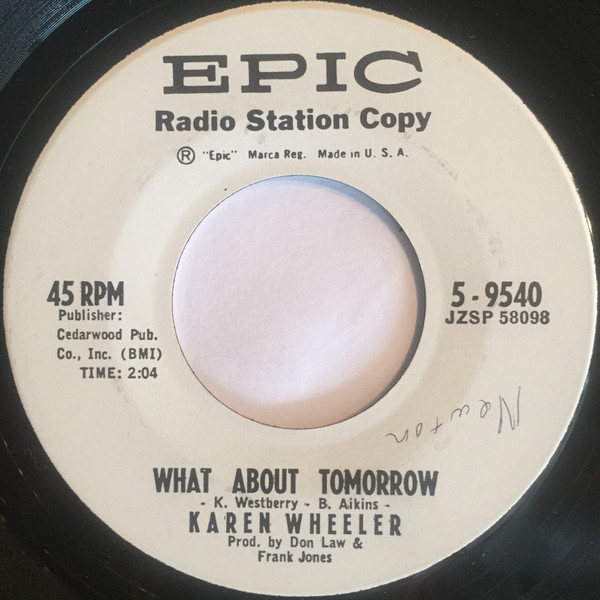 EPIC
Radio Station Copy
® "Epic" Marca Reg. Made in U. S. A.
45 RPM
Publisher:
Cedarwood Pub.
Co., Inc. (BMI)
TIME: 2:04
5 - 9540
JZSP 58098
Newton
WHAT ABOUT TOMORROW
- K. Westberry - B. Aikins -
KAREN WHEELER
Prod. by Don Law &
Frank Jones